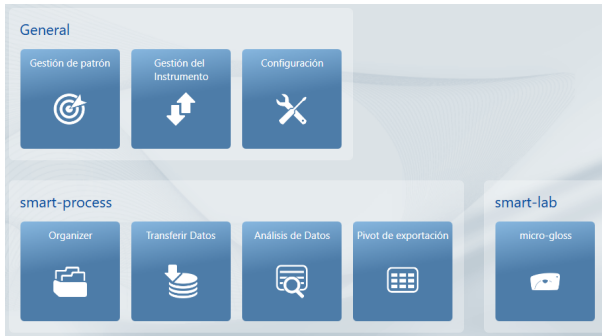 General
Gestión de patrón
Gestión del
Instrumento
Configuración
smart-process
Organizer
Transferir Datos
Análisis de Datos
Pivot de exportación
smart-lab
micro-gloss